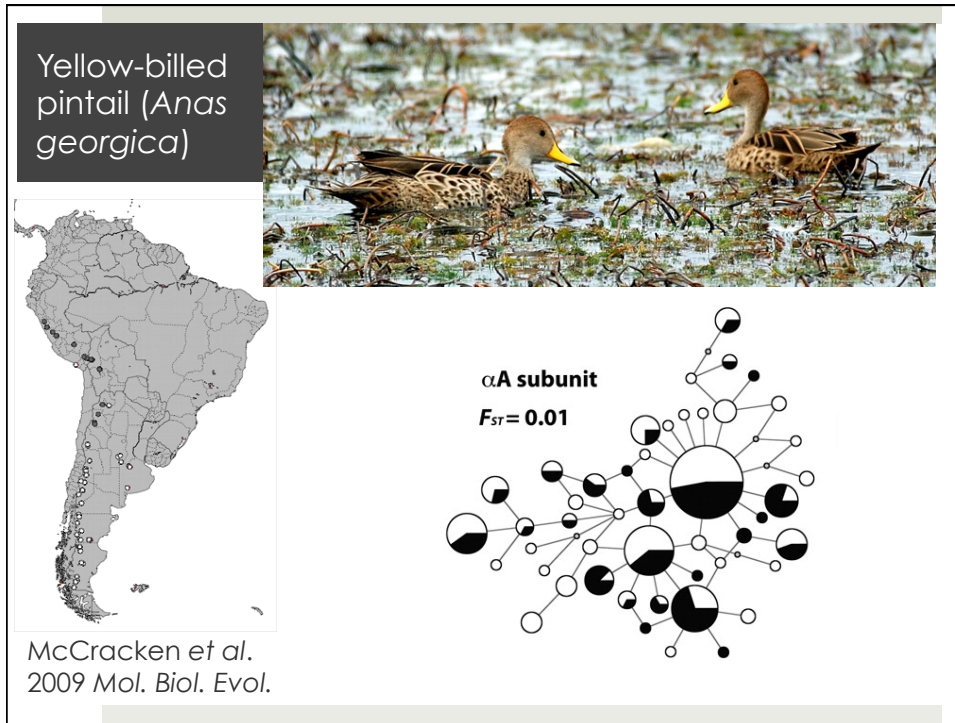 Yellow-billed
pintail (Anas
georgica)
αA subunit
FST = 0.01
McCracken et al.
2009 Mol. Biol. Evol.